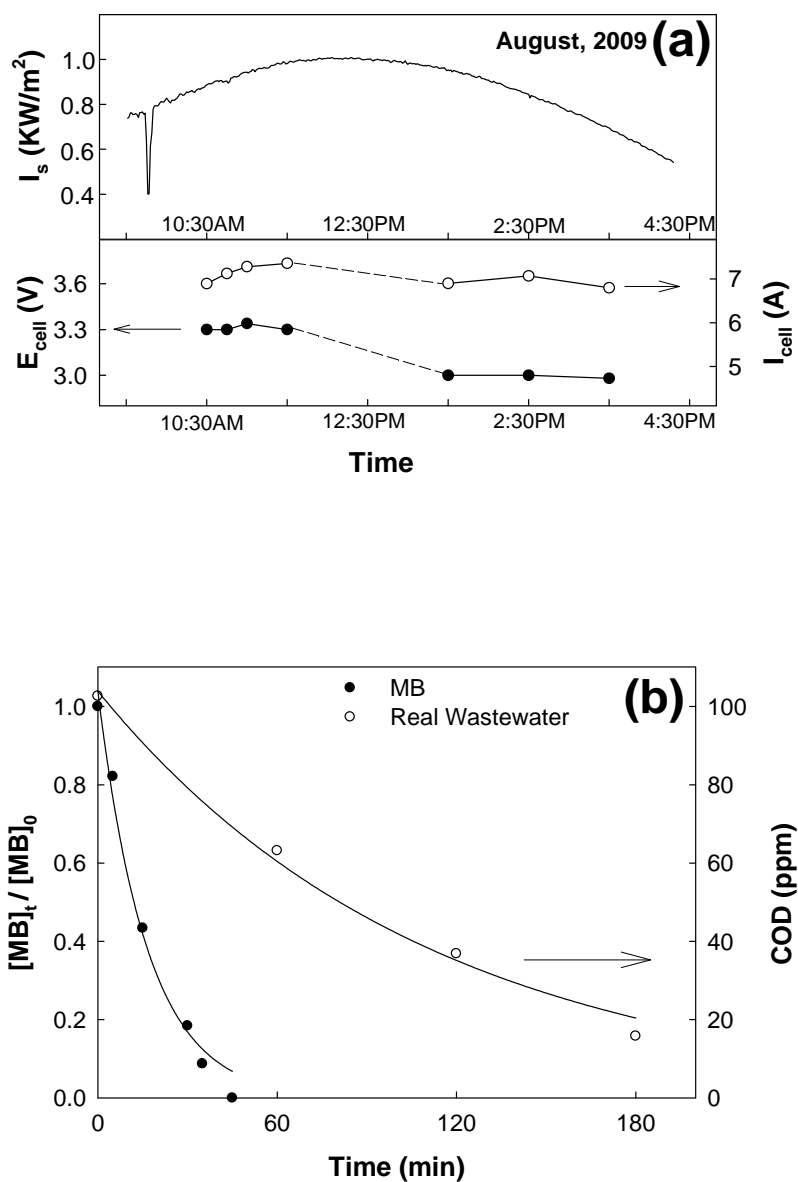 August, 2009 (a)
I_s (KW/m²)
1.0
0.8
0.6
0.4
10:30AM 12:30PM 2:30PM 4:30PM
E_cell (V)
3.6
3.3
3.0
7
6
5
I_cell (A)
10:30AM 12:30PM 2:30PM 4:30PM
Time
(b)
MB
Real Wastewater
[MB]_t / [MB]_0
1.0
0.8
0.6
0.4
0.2
0.0
100
80
60
40
20
0
COD (ppm)
0 60 120 180
Time (min)